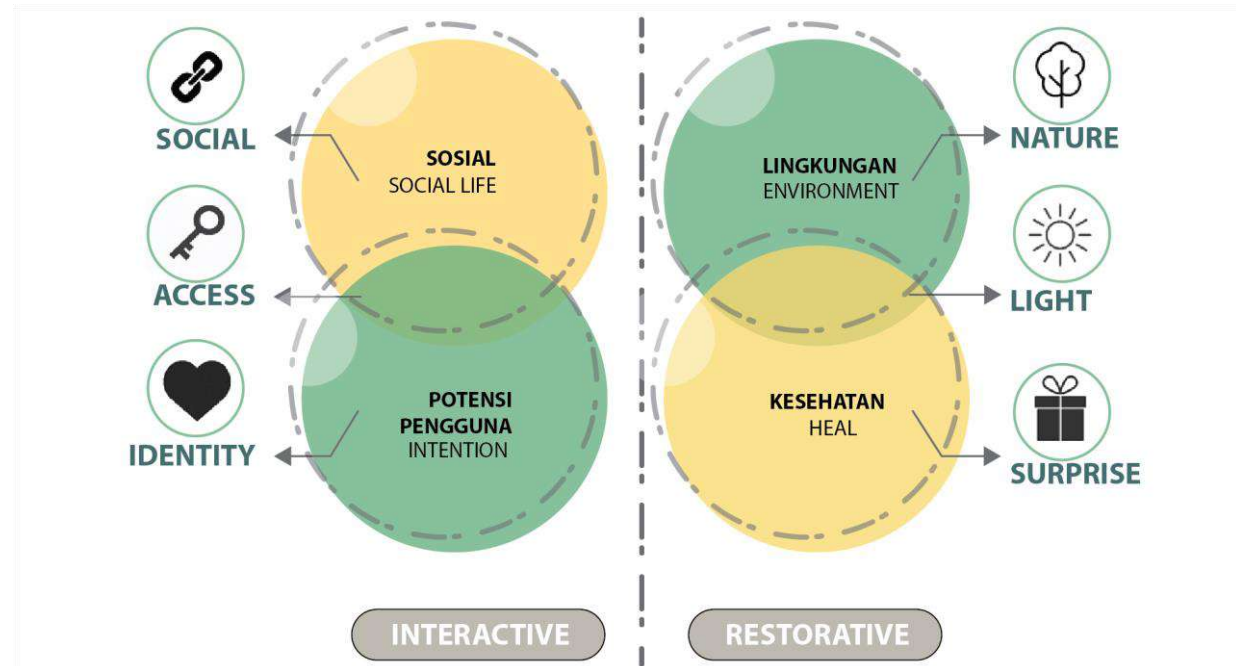 SOCIAL
SOSIAL
SOCIAL LIFE
ACCESS
POTENSI
PENGGUNA
INTENTION
IDENTITY
INTERACTIVE
LINGKUNGAN
ENVIRONMENT
NATURE
LIGHT
KESEHATAN
HEAL
SURPRISE
RESTORATIVE